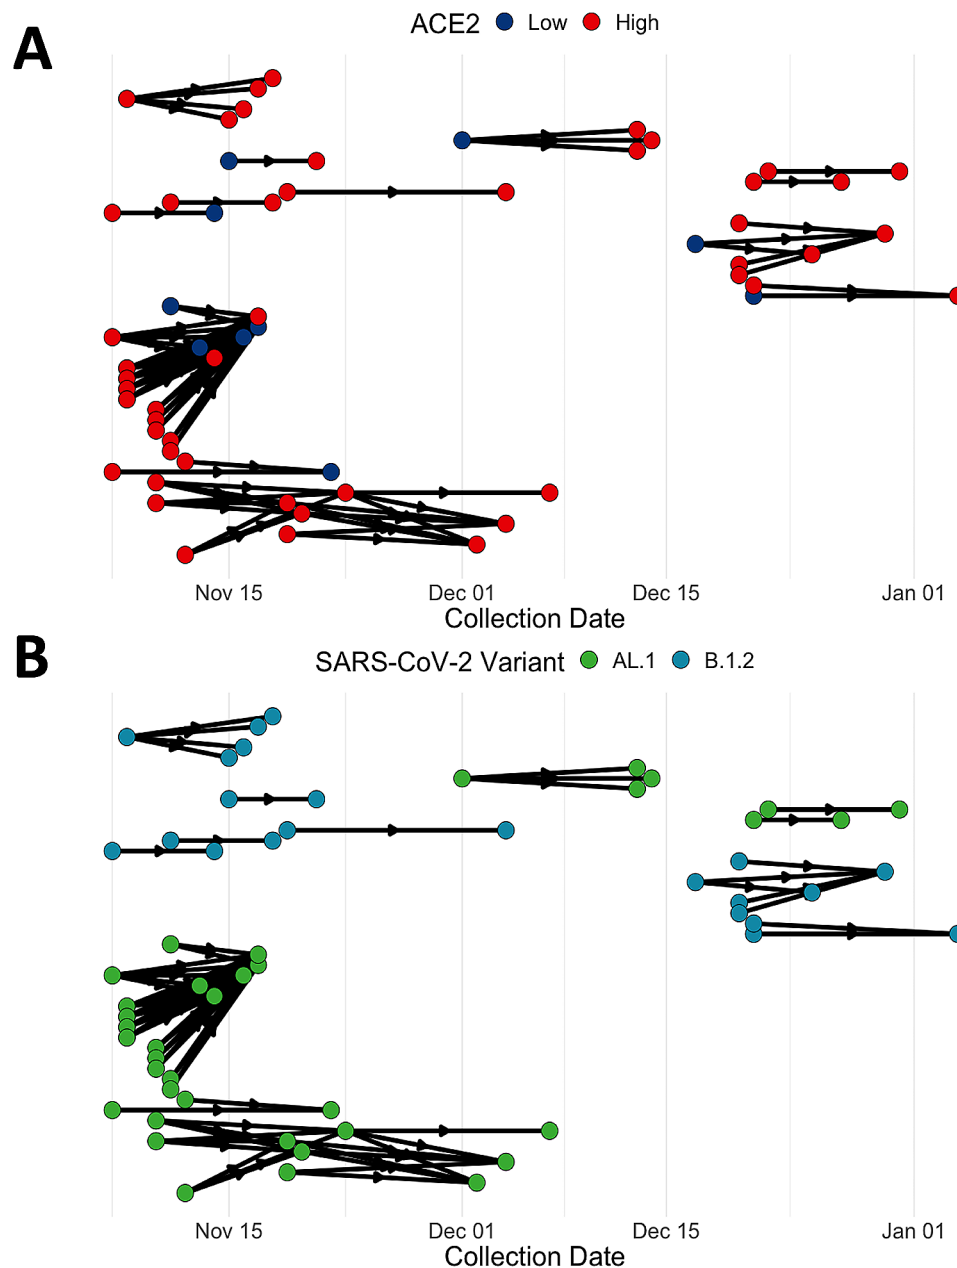 A
ACE2 Low High
Nov 15 Dec 01 Dec 15 Jan 01
Collection Date
B
SARS-CoV-2 Variant AL.1 B.1.2
Nov 15 Dec 01 Dec 15 Jan 01
Collection Date